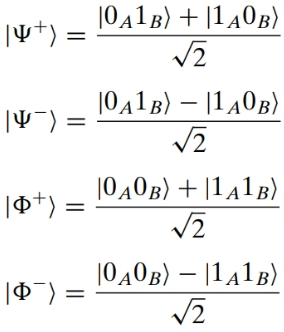 |Ψ⁺⟩ = (|0_A1_B⟩ + |1_A0_B⟩)/√2
|Ψ⁻⟩ = (|0_A1_B⟩ − |1_A0_B⟩)/√2
|Φ⁺⟩ = (|0_A0_B⟩ + |1_A1_B⟩)/√2
|Φ⁻⟩ = (|0_A0_B⟩ − |1_A1_B⟩)/√2